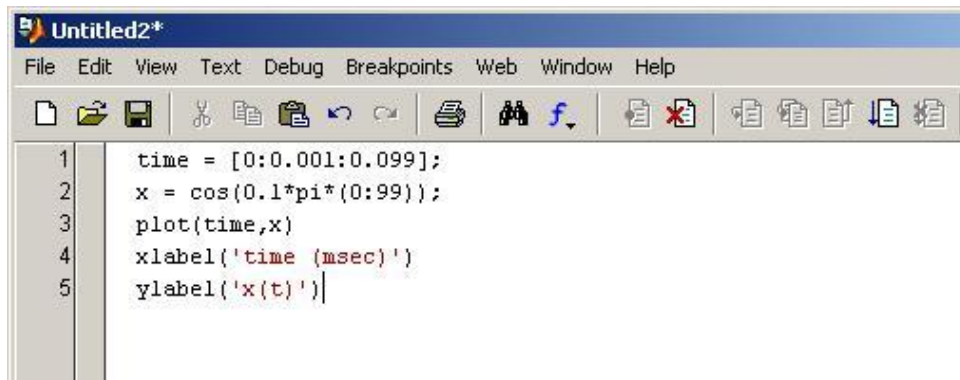 Untitled2*
File Edit View Text Debug Breakpoints Web Window Help
1 time = [0:0.001:0.099];
2 x = cos(0.1*pi*(0:99));
3 plot(time,x)
4 xlabel('time (msec)')
5 ylabel('x(t)')